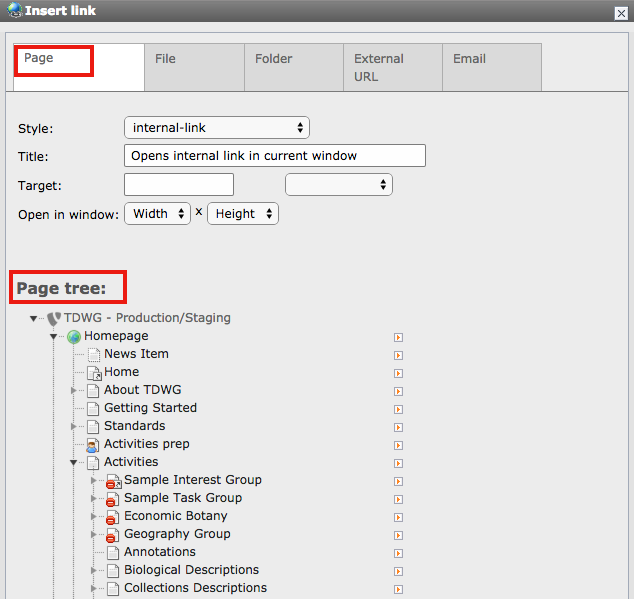 Insert link
Page
File
Folder
External
URL
Email
Style:
internal-link
Title:
Opens internal link in current window
Target:
Open in window:
Width
x
Height
Page tree:
TDWG - Production/Staging
Homepage
News Item
Home
About TDWG
Getting Started
Standards
Activities prep
Activities
Sample Interest Group
Sample Task Group
Economic Botany
Geography Group
Annotations
Biological Descriptions
Collections Descriptions